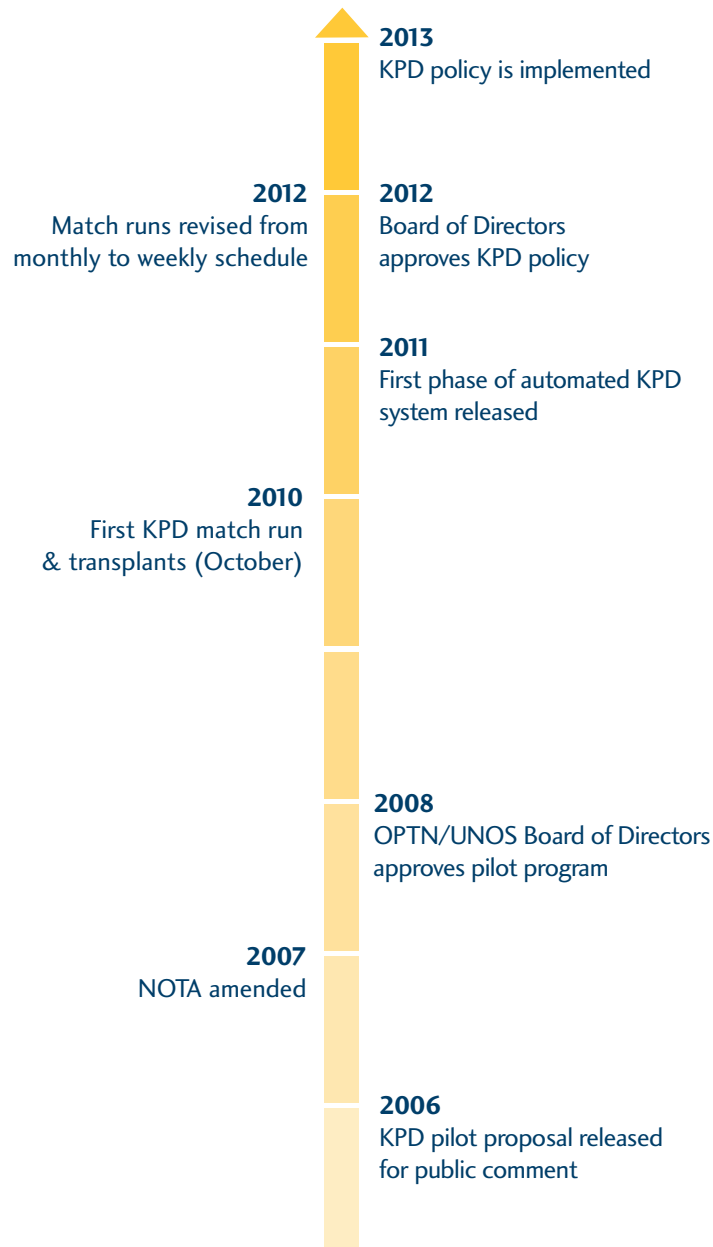 2013
KPD policy is implemented
2012
Match runs revised from
monthly to weekly schedule
2012
Board of Directors
approves KPD policy
2011
First phase of automated KPD
system released
2010
First KPD match run
& transplants (October)
2008
OPTN/UNOS Board of Directors
approves pilot program
2007
NOTA amended
2006
KPD pilot proposal released
for public comment